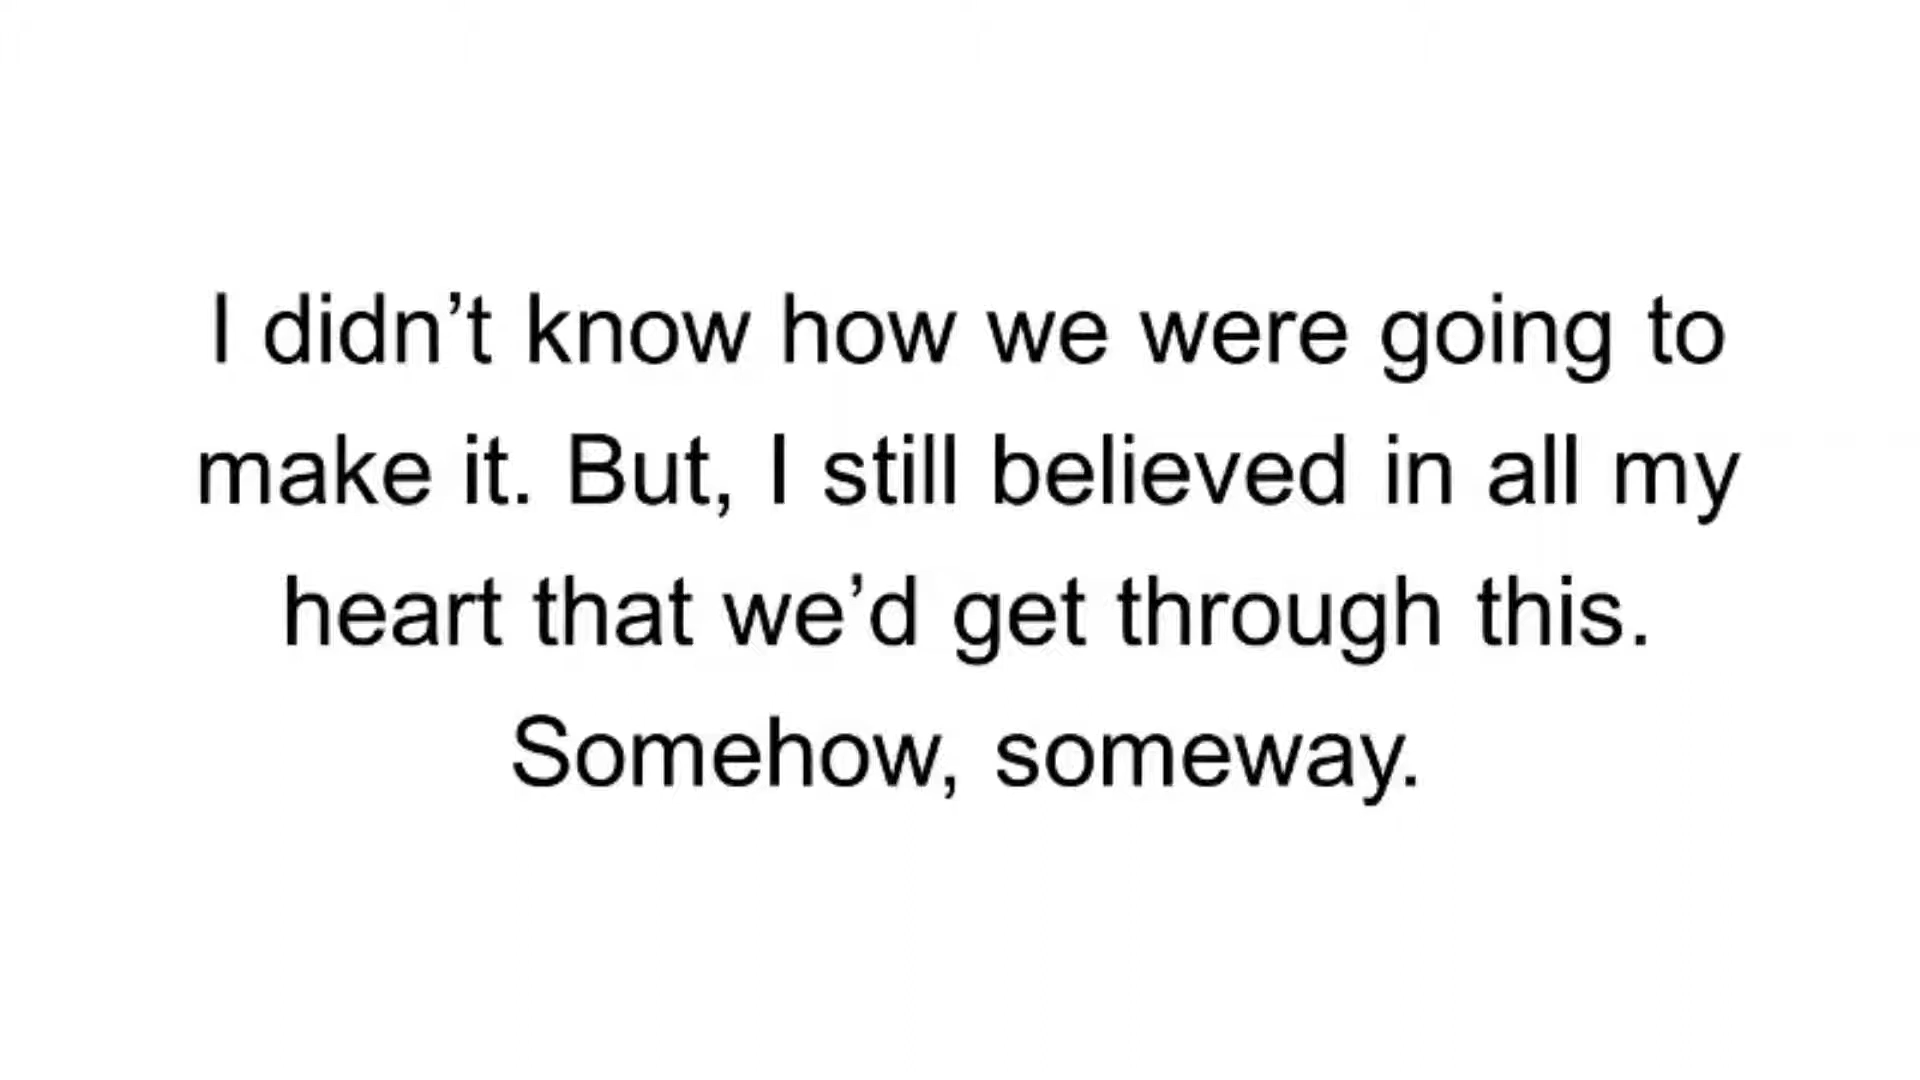 I didn’t know how we were going to
make it. But, I still believed in all my
heart that we’d get through this.
Somehow, someway.